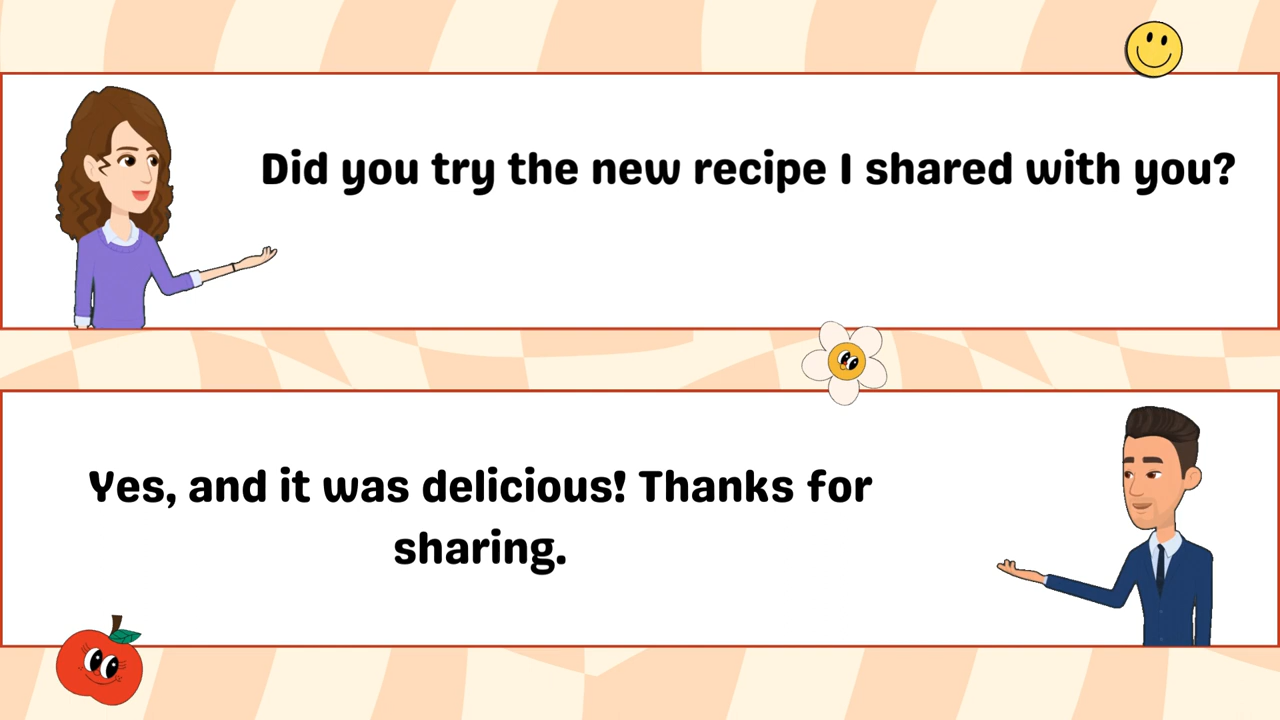 Did you try the new recipe I shared with you?
Yes, and it was delicious! Thanks for
sharing.